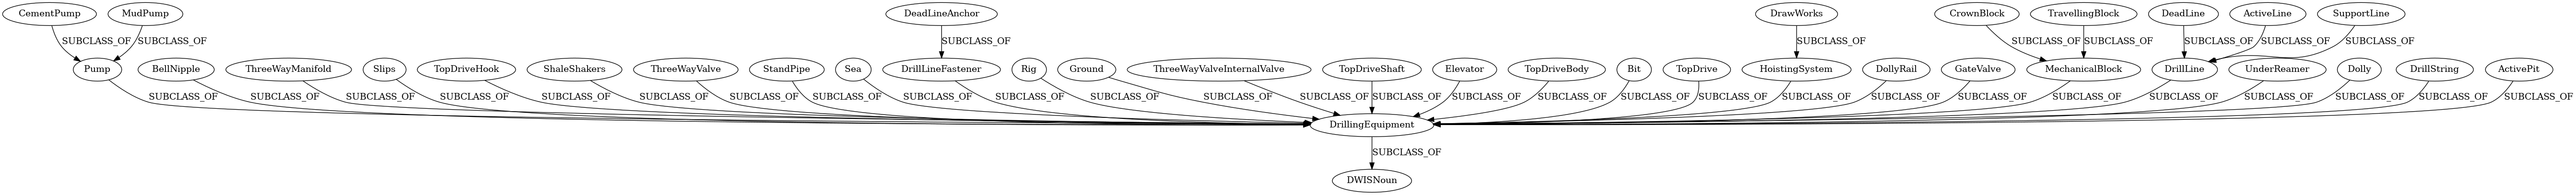 CementPump MudPump DeadLineAnchor DrawWorks CrownBlock TravellingBlock DeadLine ActiveLine SupportLine
SUBCLASS_OF SUBCLASS_OF SUBCLASS_OF SUBCLASS_OF SUBCLASS_OF SUBCLASS_OF SUBCLASS_OF SUBCLASS_OF SUBCLASS_OF
Pump BellNipple ThreeWayManifold Slips TopDriveHook ShaleShakers ThreeWayValve StandPipe Sea DrillLineFastener Rig Ground ThreeWayValveInternalValve TopDriveShaft Elevator TopDriveBody Bit TopDrive HoistingSystem DollyRail GateValve MechanicalBlock DrillLine UnderReamer Dolly DrillString ActivePit
SUBCLASS_OF SUBCLASS_OF SUBCLASS_OF SUBCLASS_OF SUBCLASS_OF SUBCLASS_OF SUBCLASS_OF SUBCLASS_OF SUBCLASS_OF SUBCLASS_OF SUBCLASS_OF SUBCLASS_OF SUBCLASS_OF SUBCLASS_OF SUBCLASS_OF SUBCLASS_OF SUBCLASS_OF SUBCLASS_OF SUBCLASS_OF SUBCLASS_OF SUBCLASS_OF SUBCLASS_OF SUBCLASS_OF SUBCLASS_OF SUBCLASS_OF SUBCLASS_OF SUBCLASS_OF
DrillingEquipment
SUBCLASS_OF
DWISNoun